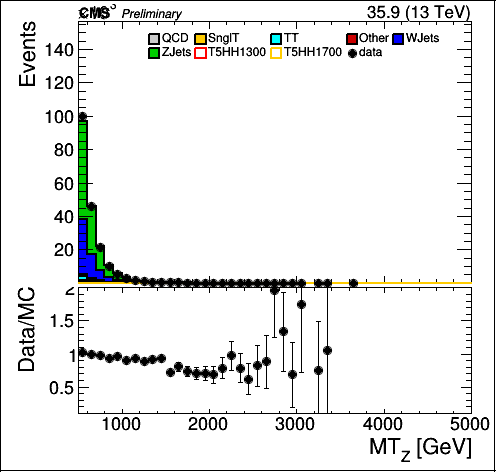 CMS Preliminary 35.9 (13 TeV)
QCD SnglT TT Other WJets
ZJets T5HH1300 T5HH1700 data
Events
140
120
100
80
60
40
20
Data/MC
2
1.5
1
0.5
1000 2000 3000 4000 5000
MTZ [GeV]